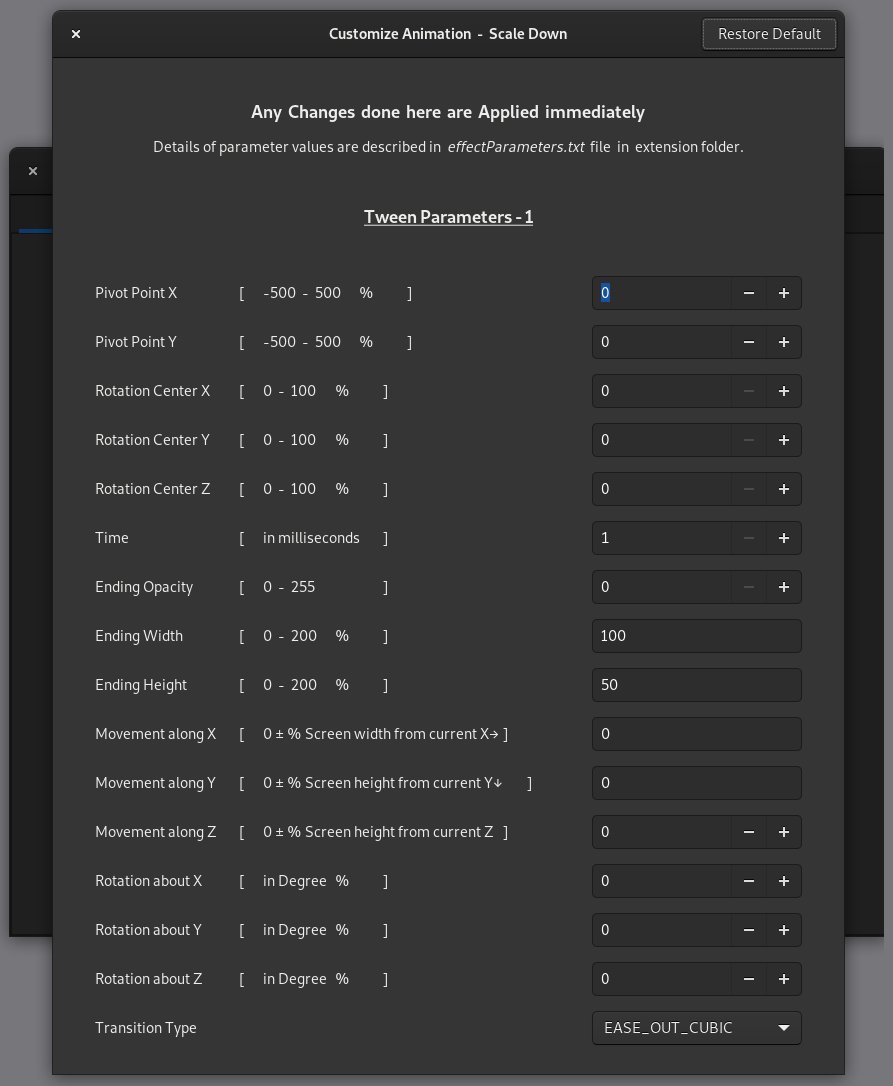 Customize Animation - Scale Down
Restore Default
Any Changes done here are Applied immediately
Details of parameter values are described in effectParameters.txt file in extension folder.
Tween Parameters - 1
Pivot Point X [ -500 - 500 % ] 0
Pivot Point Y [ -500 - 500 % ] 0
Rotation Center X [ 0 - 100 % ] 0
Rotation Center Y [ 0 - 100 % ] 0
Rotation Center Z [ 0 - 100 % ] 0
Time [ in milliseconds ] 1
Ending Opacity [ 0 - 255 ] 0
Ending Width [ 0 - 200 % ] 100
Ending Height [ 0 - 200 % ] 50
Movement along X [ 0 ± % Screen width from current X→ ] 0
Movement along Y [ 0 ± % Screen height from current Y↓ ] 0
Movement along Z [ 0 ± % Screen height from current Z ] 0
Rotation about X [ in Degree % ] 0
Rotation about Y [ in Degree % ] 0
Rotation about Z [ in Degree % ] 0
Transition Type EASE_OUT_CUBIC